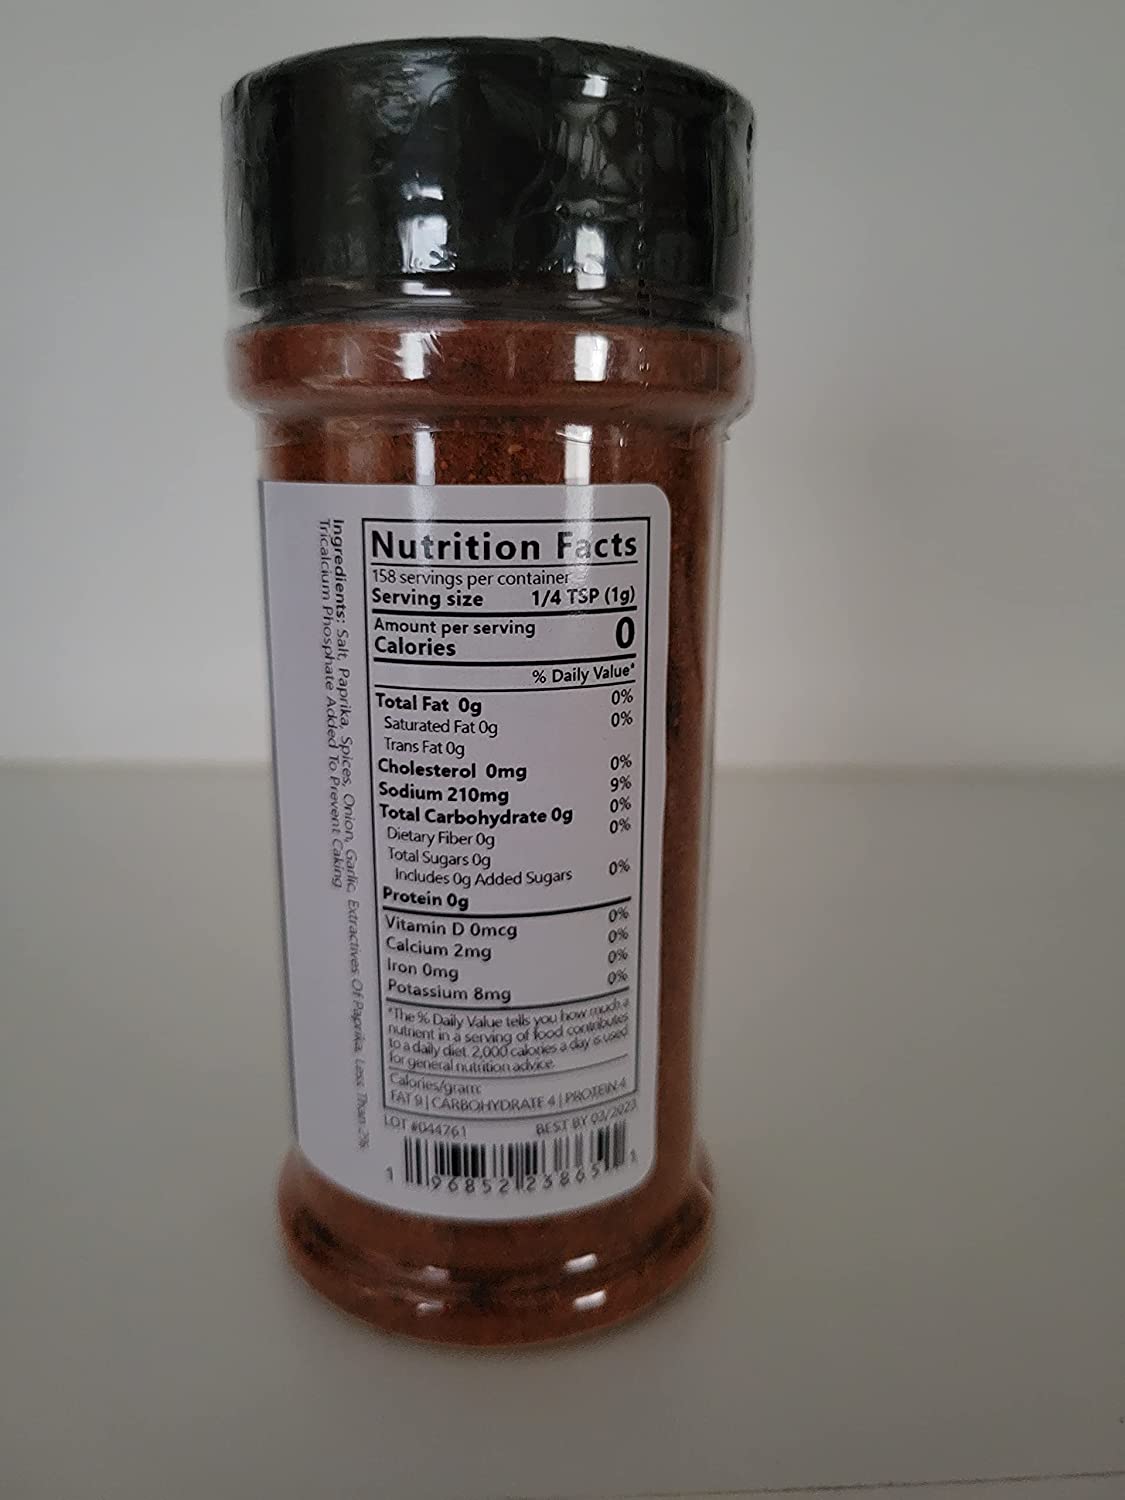 Nutrition Facts
158 servings per container
Serving size 1/4 TSP (1g)
Amount per serving
Calories 0
% Daily Value*
Total Fat 0g 0%
Saturated Fat 0g 0%
Trans Fat 0g
Cholesterol 0mg 0%
Sodium 210mg 9%
Total Carbohydrate 0g 0%
Dietary Fiber 0g 0%
Total Sugars 0g
Includes 0g Added Sugars 0%
Protein 0g
Vitamin D 0mcg 0%
Calcium 2mg 0%
Iron 0mg 0%
Potassium 8mg 0%
*The % Daily Value tells you how much a
nutrient in a serving of food contributes
to a daily diet. 2,000 calories a day is used
for general nutrition advice.
Calories/gram:
FAT 9 | CARBOHYDRATE 4 | PROTEIN 4
LOT #044761 BEST BY 03/2023
1 96852 23865 1
Ingredients: Salt, Paprika, Spices, Onion, Garlic, Extractives Of Paprika, Less Than 2%
Tricalcium Phosphate Added To Prevent Caking